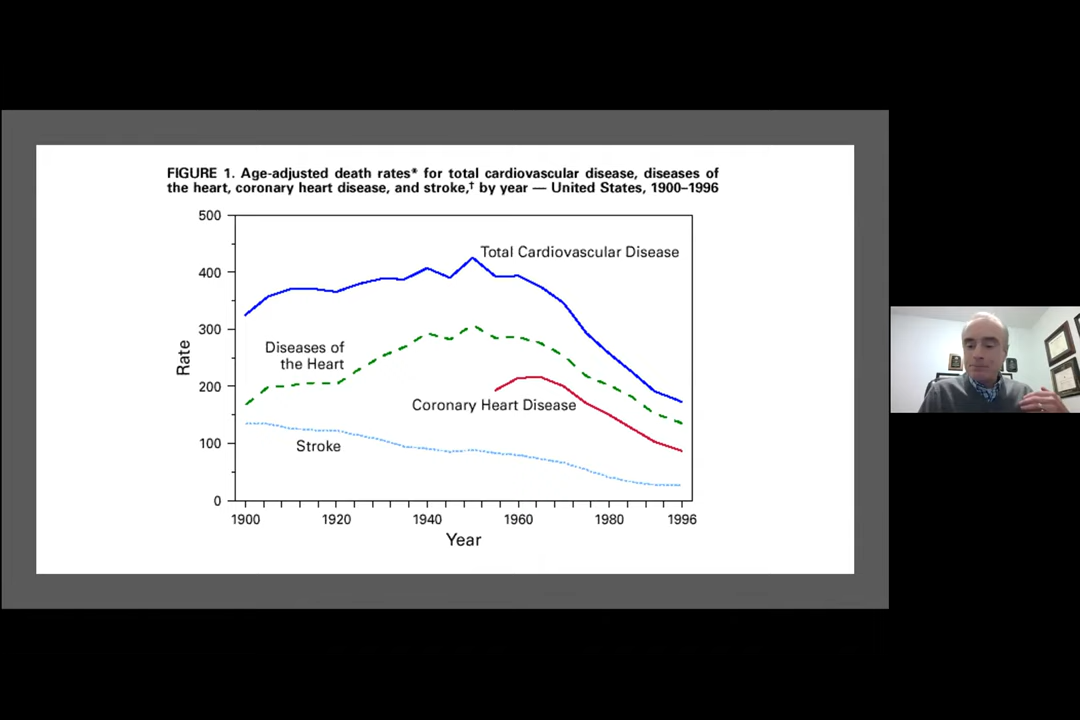 FIGURE 1. Age-adjusted death rates* for total cardiovascular disease, diseases of
the heart, coronary heart disease, and stroke,† by year — United States, 1900–1996
500
400
300
200
100
0
Rate
Total Cardiovascular Disease
Diseases of
the Heart
Coronary Heart Disease
Stroke
1900
1920
1940
1960
1980
1996
Year